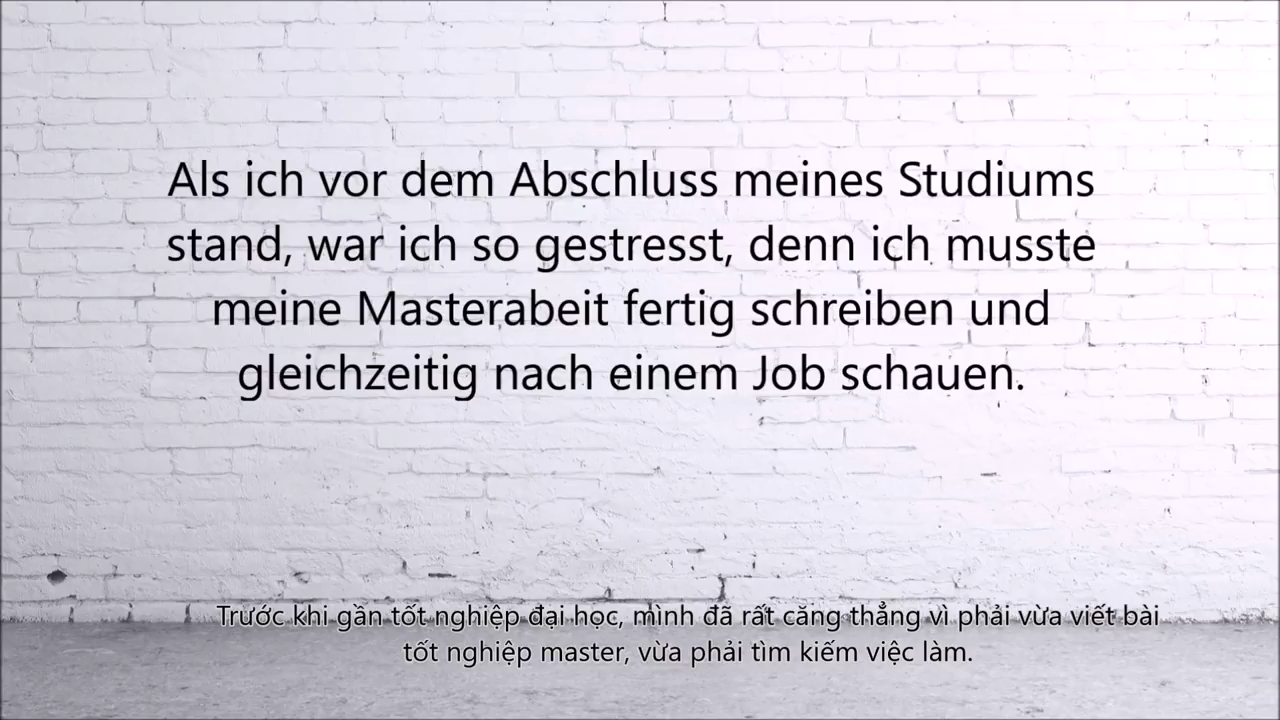 Als ich vor dem Abschluss meines Studiums
stand, war ich so gestresst, denn ich musste
meine Masterabeit fertig schreiben und
gleichzeitig nach einem Job schauen.
Trước khi gần tốt nghiệp đại học, mình đã rất căng thẳng vì phải vừa viết bài
tốt nghiệp master, vừa phải tìm kiếm việc làm.